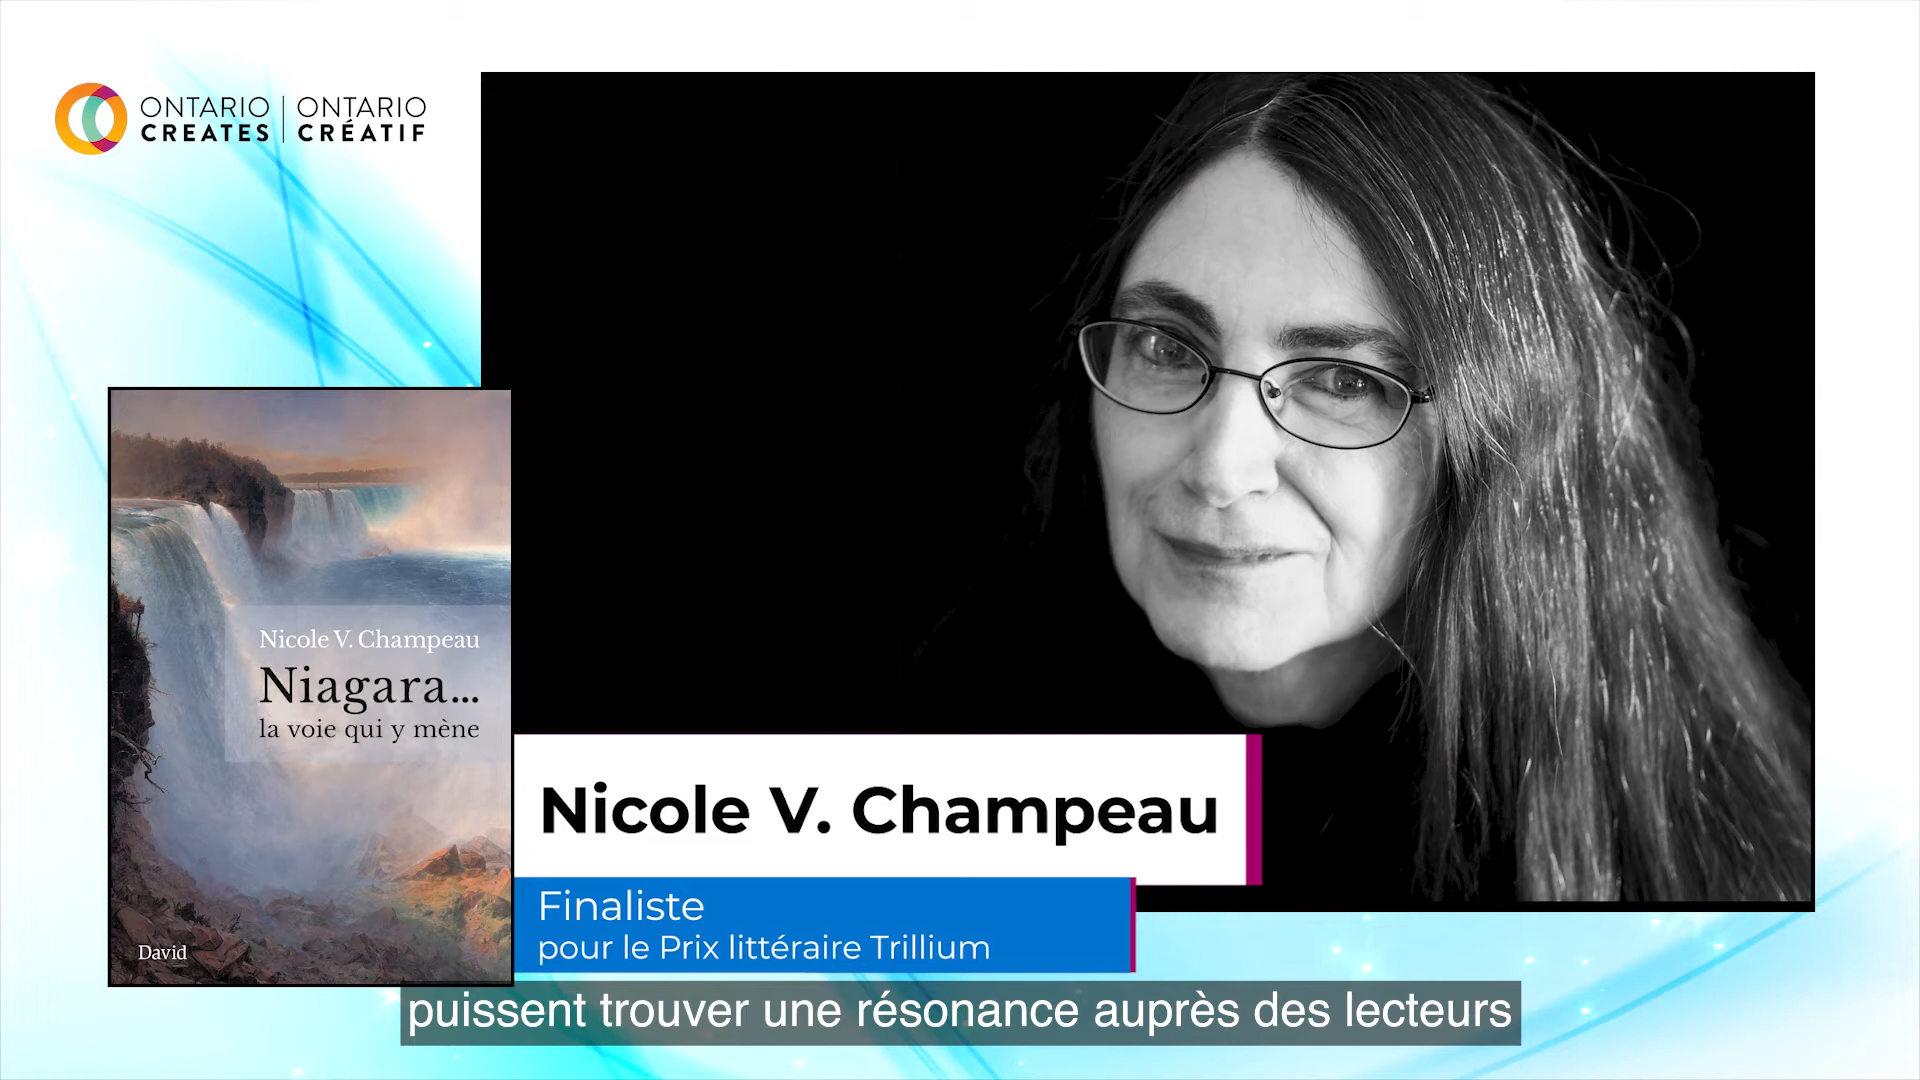 ONTARIO CREATES | ONTARIO CRÉATIF
Nicole V. Champeau
Niagara...
la voie qui y mène
David
Nicole V. Champeau
Finaliste
pour le Prix littéraire Trillium
puissent trouver une résonance auprès des lecteurs